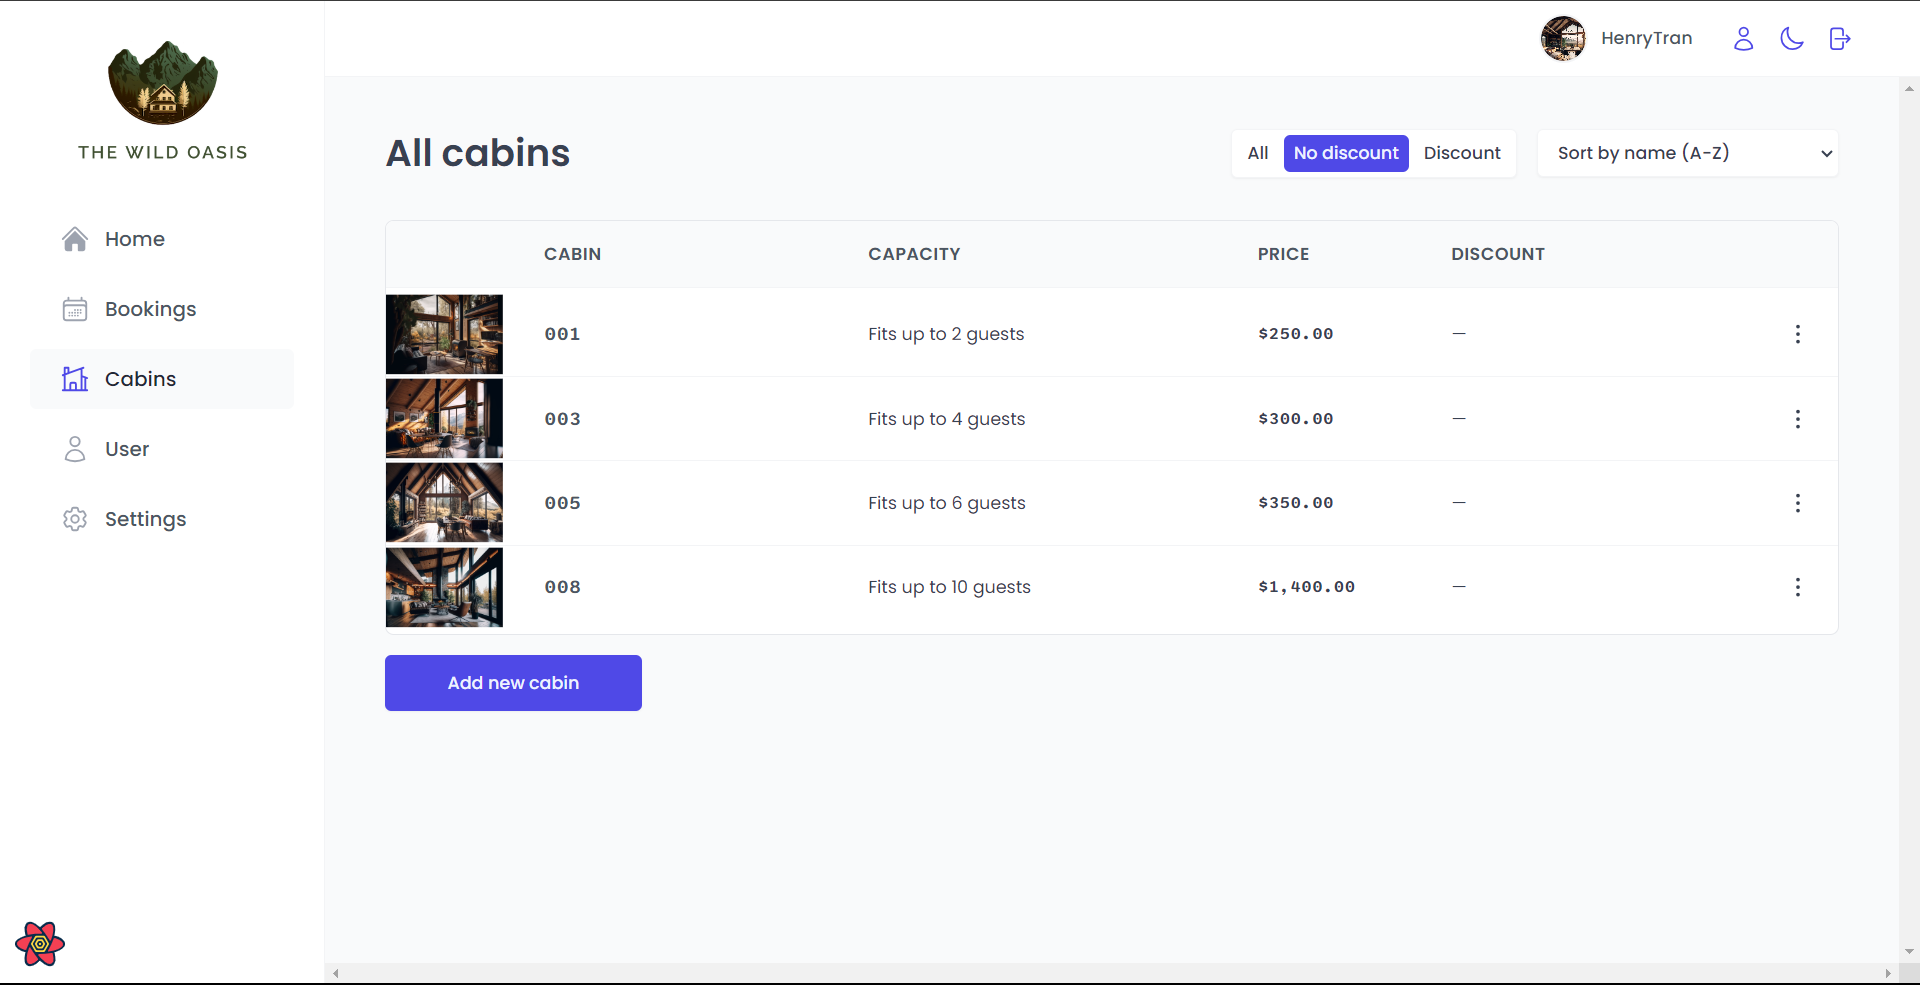 THE WILD OASIS
Home
Bookings
Cabins
User
Settings
HenryTran
All cabins
All No discount Discount
Sort by name (A-Z)
CABIN CAPACITY PRICE DISCOUNT
001 Fits up to 2 guests $250.00 —
003 Fits up to 4 guests $300.00 —
005 Fits up to 6 guests $350.00 —
008 Fits up to 10 guests $1,400.00 —
Add new cabin